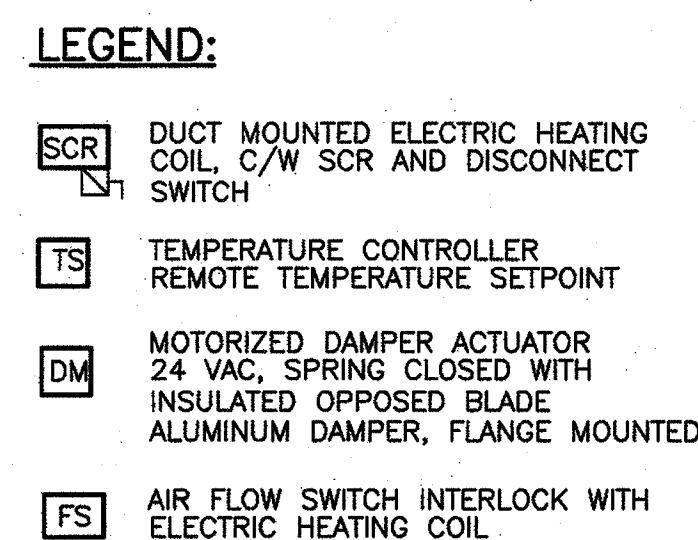 LEGEND:
SCR DUCT MOUNTED ELECTRIC HEATING
COIL, C/W SCR AND DISCONNECT
SWITCH
TS TEMPERATURE CONTROLLER
REMOTE TEMPERATURE SETPOINT
DM MOTORIZED DAMPER ACTUATOR
24 VAC, SPRING CLOSED WITH
INSULATED OPPOSED BLADE
ALUMINUM DAMPER, FLANGE MOUNTED
FS AIR FLOW SWITCH INTERLOCK WITH
ELECTRIC HEATING COIL